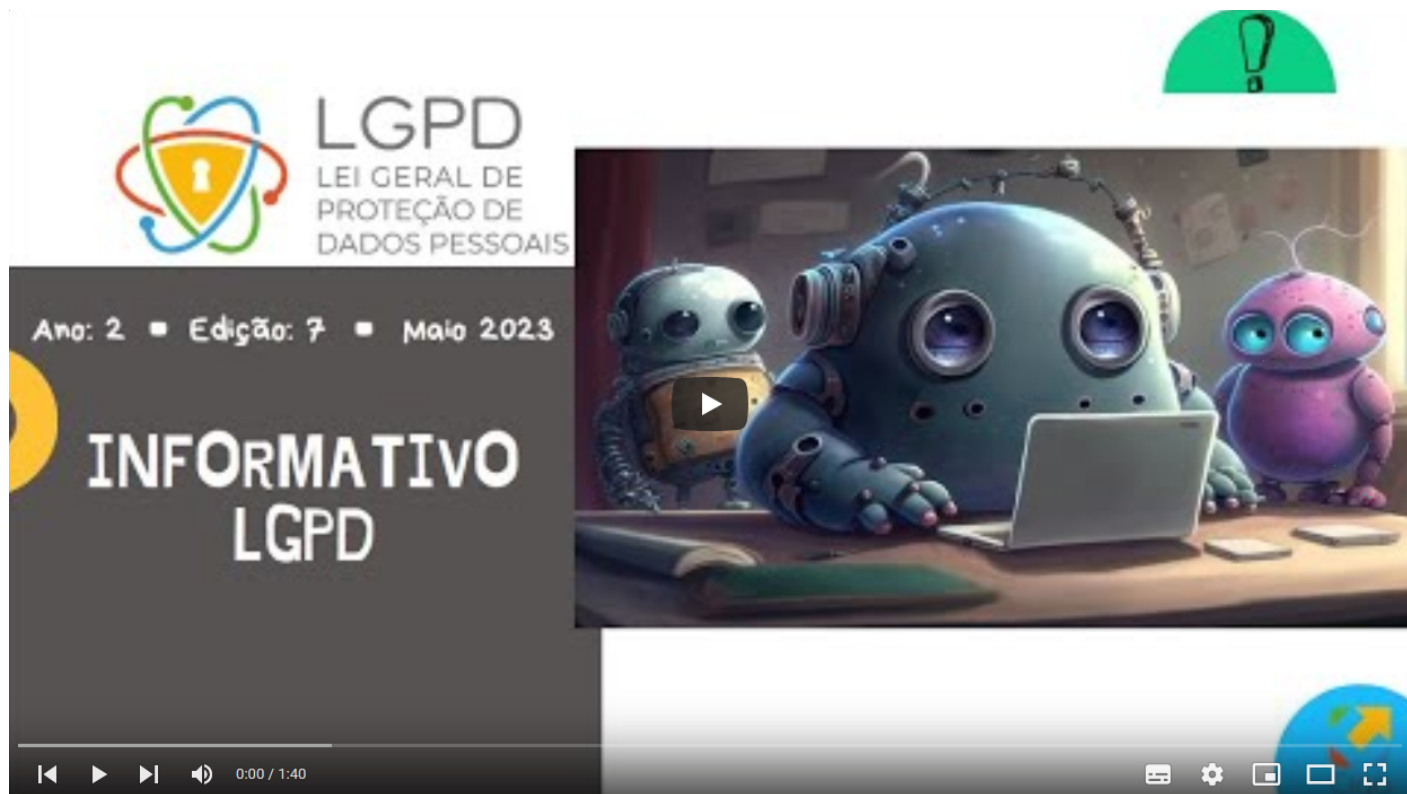 !
LGPD
LEI GERAL DE
PROTEÇÃO DE
DADOS PESSOAIS
Ano: 2 ▪ Edição: 7 ▪ Maio 2023
INFORMATIVO
LGPD
0:00 / 1:40